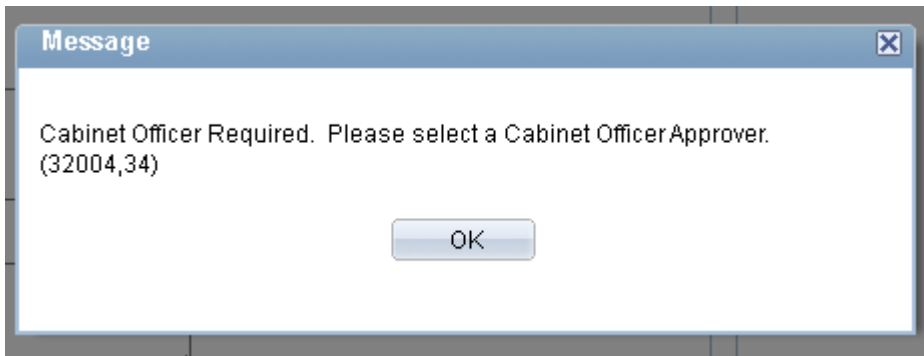 Message
Cabinet Officer Required.  Please select a Cabinet Officer Approver.
(32004,34)
OK